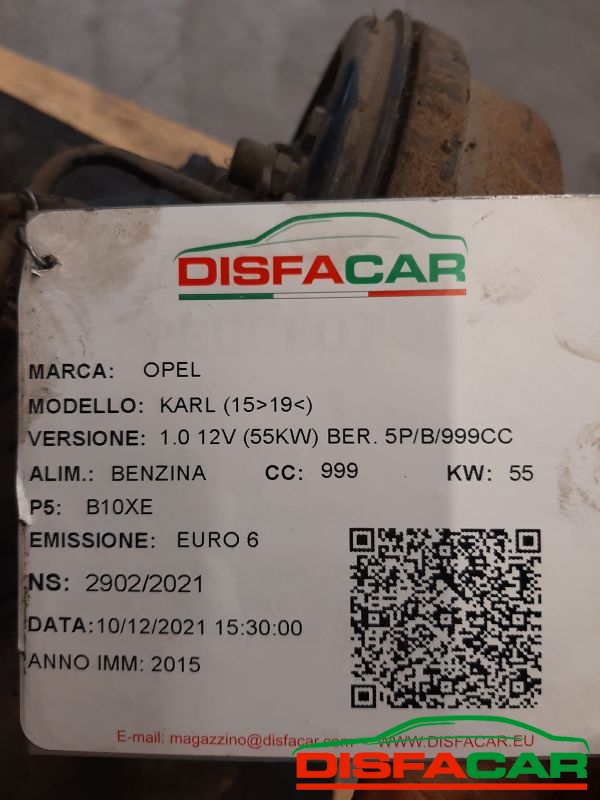 DISFACAR
MARCA: OPEL
MODELLO: KARL (15>19<)
VERSIONE: 1.0 12V (55KW) BER. 5P/B/999CC
ALIM.: BENZINA CC: 999 KW: 55
P5: B10XE
EMISSIONE: EURO 6
NS: 2902/2021
DATA:10/12/2021 15:30:00
ANNO IMM: 2015
E-mail: magazzino@disfacar.com - WWW.DISFACAR.EU
DISFACAR